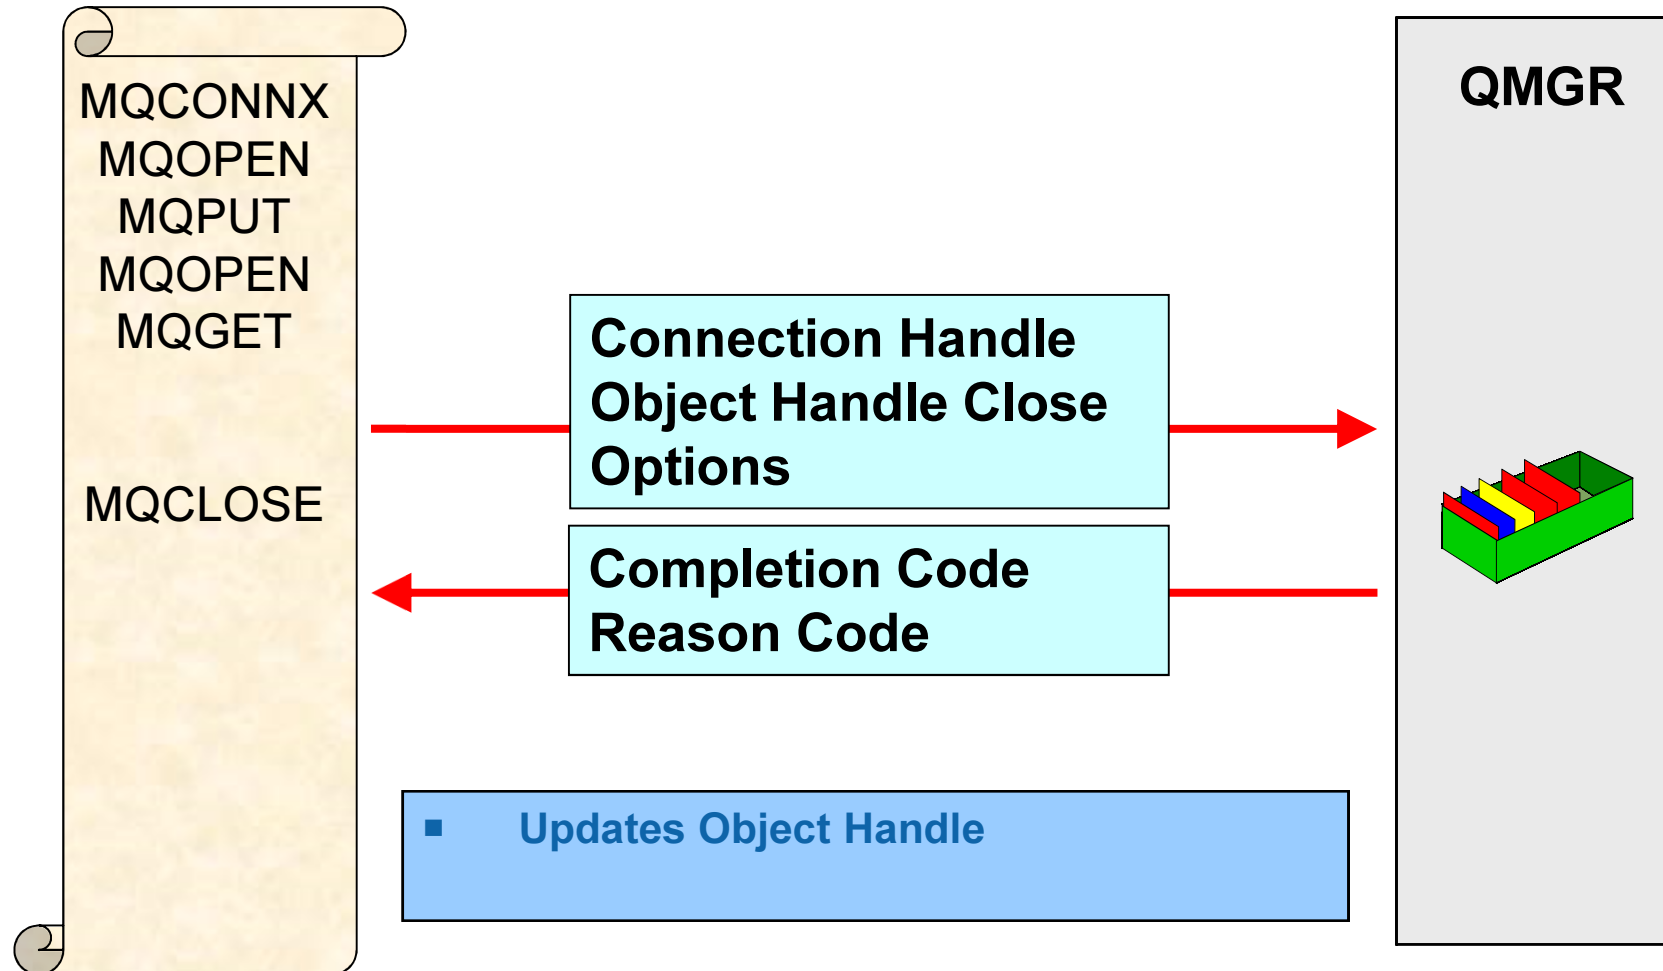 MQCONNX
MQOPEN
MQPUT
MQOPEN
MQGET
MQCLOSE
Connection Handle
Object Handle Close
Options
Completion Code
Reason Code
▪ Updates Object Handle
QMGR